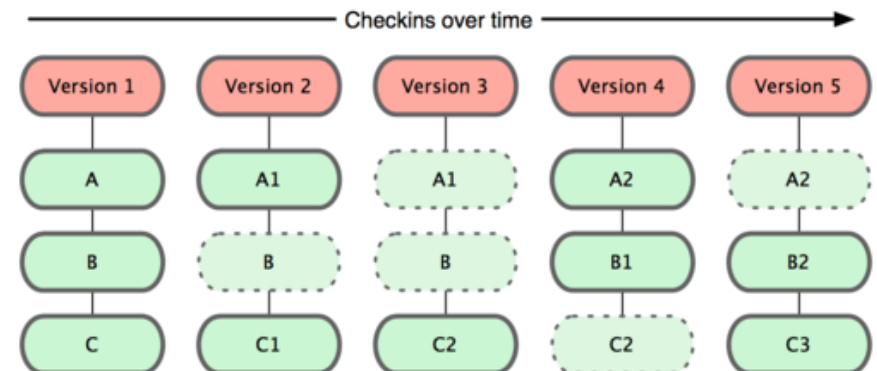 Checkins over time
Version 1 Version 2 Version 3 Version 4 Version 5
A A1 A1 A2 A2
B B B B1 B2
C C1 C2 C2 C3